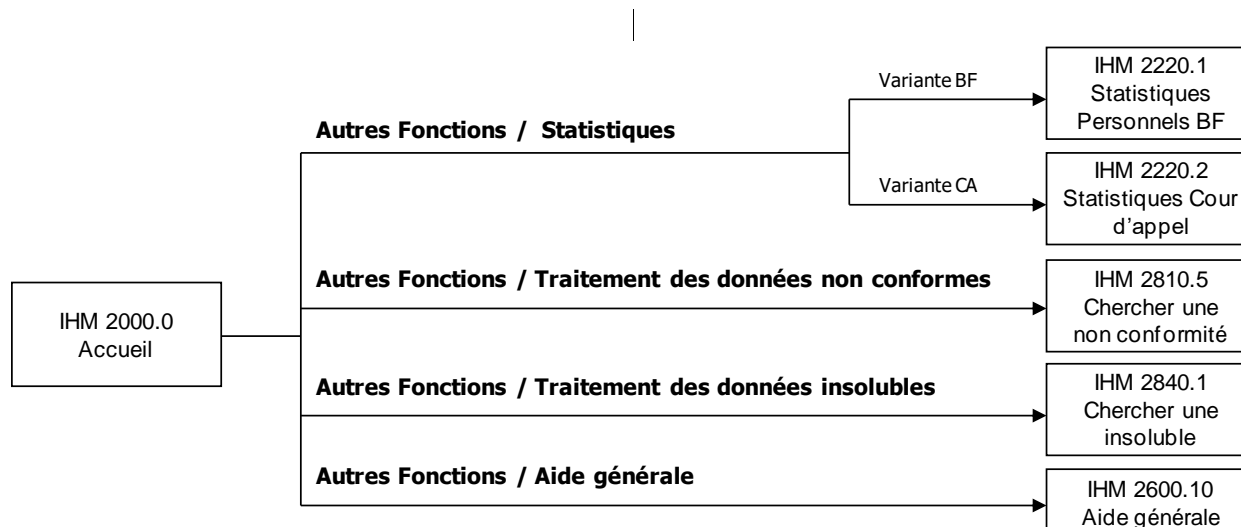 Variante BF
IHM 2220.1
Statistiques
Personnels BF
Autres Fonctions / Statistiques
Variante CA
IHM 2220.2
Statistiques Cour
d'appel
Autres Fonctions / Traitement des données non conformes
IHM 2810.5
Chercher une
non conformité
IHM 2000.0
Accueil
Autres Fonctions / Traitement des données insolubles
IHM 2840.1
Chercher une
insoluble
Autres Fonctions / Aide générale
IHM 2600.10
Aide générale